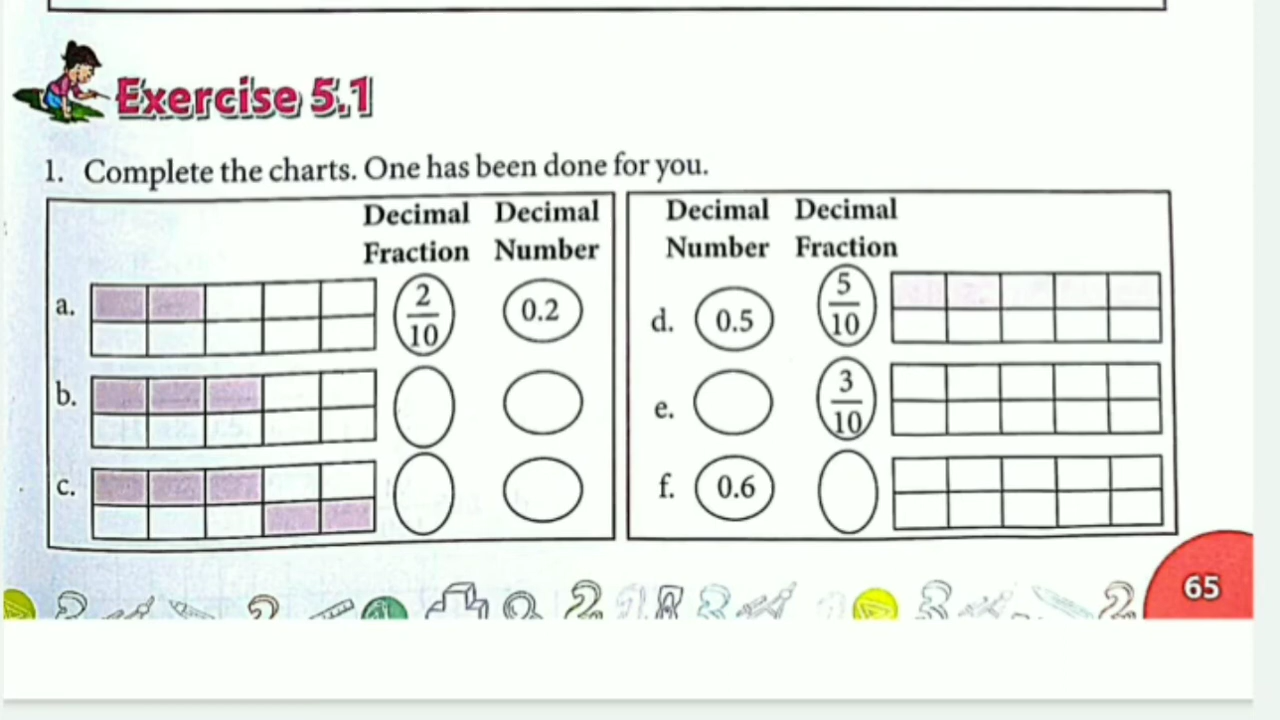 Exercise 5.1
1. Complete the charts. One has been done for you.
Decimal Fraction Decimal Number
a. 2/10 0.2
b.
c.
Decimal Number Decimal Fraction
d. 0.5 5/10
e. 3/10
f. 0.6
65